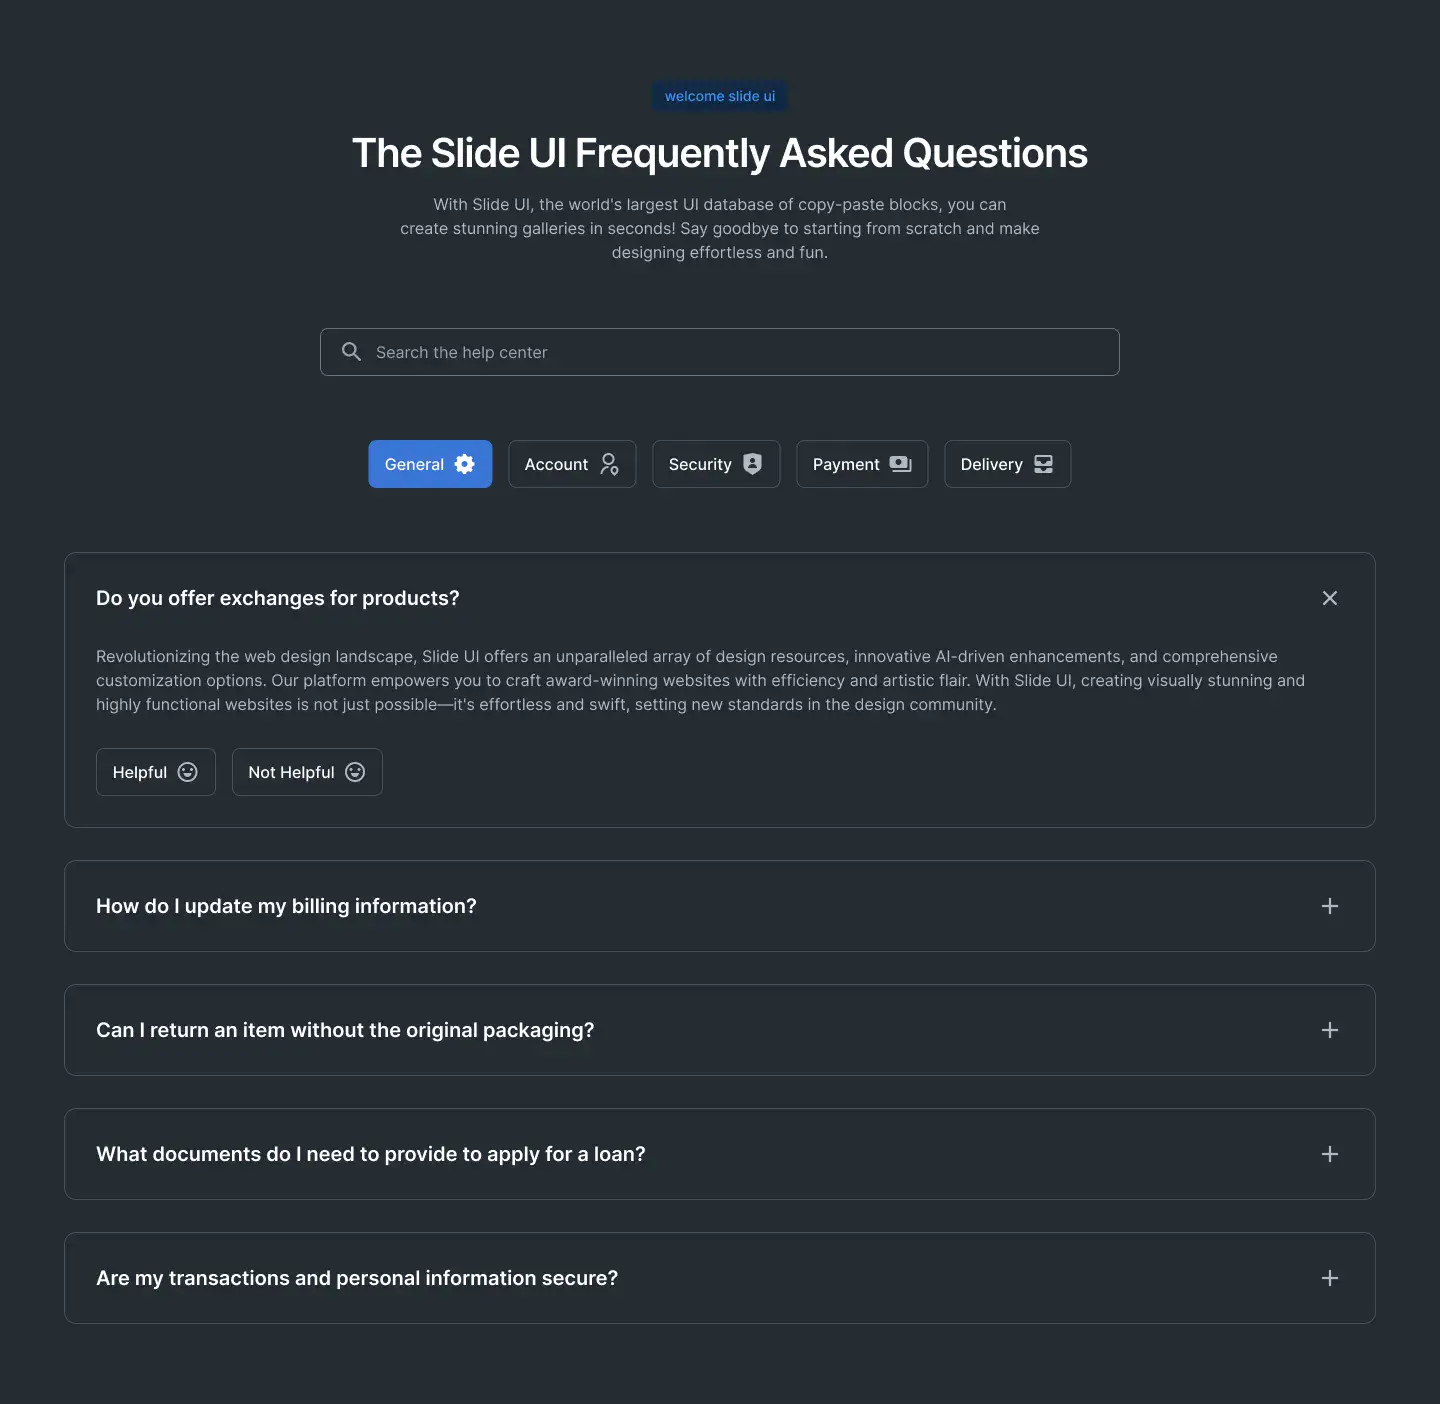 welcome slide ui
The Slide UI Frequently Asked Questions
With Slide UI, the world's largest UI database of copy-paste blocks, you can
create stunning galleries in seconds! Say goodbye to starting from scratch and make
designing effortless and fun.
Search the help center
General
Account
Security
Payment
Delivery
Do you offer exchanges for products?
Revolutionizing the web design landscape, Slide UI offers an unparalleled array of design resources, innovative AI-driven enhancements, and comprehensive
customization options. Our platform empowers you to craft award-winning websites with efficiency and artistic flair. With Slide UI, creating visually stunning and
highly functional websites is not just possible—it's effortless and swift, setting new standards in the design community.
Helpful
Not Helpful
How do I update my billing information?
Can I return an item without the original packaging?
What documents do I need to provide to apply for a loan?
Are my transactions and personal information secure?